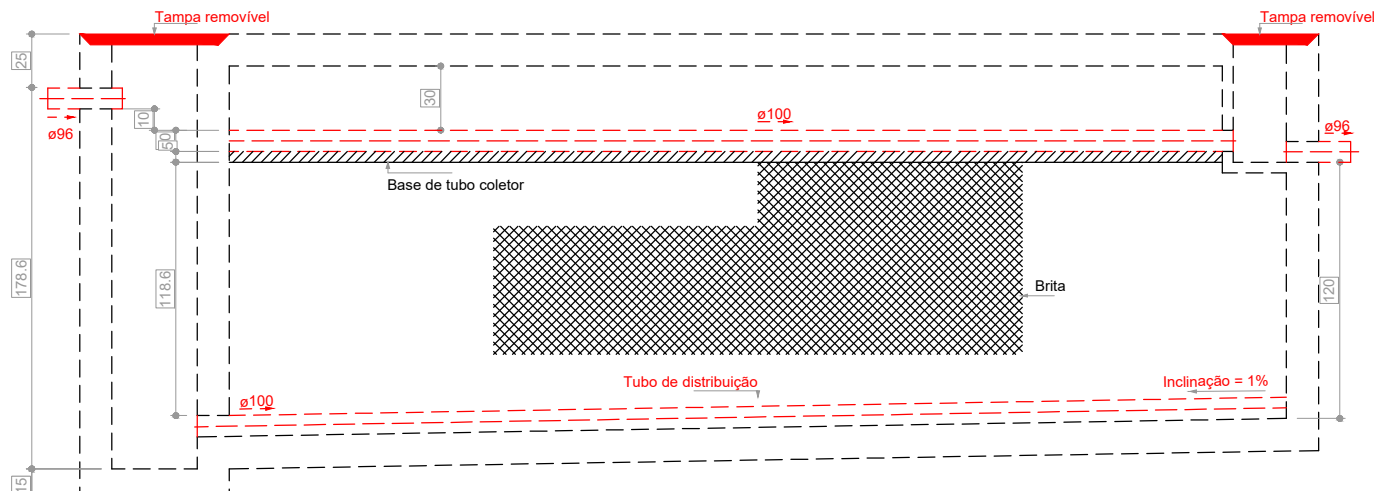 Tampa removível
Tampa removível
25
30
ø100
10
ø96
ø96
50
Base de tubo coletor
178.6
118.6
120
Brita
Tubo de distribuição
Inclinação = 1%
ø100
15